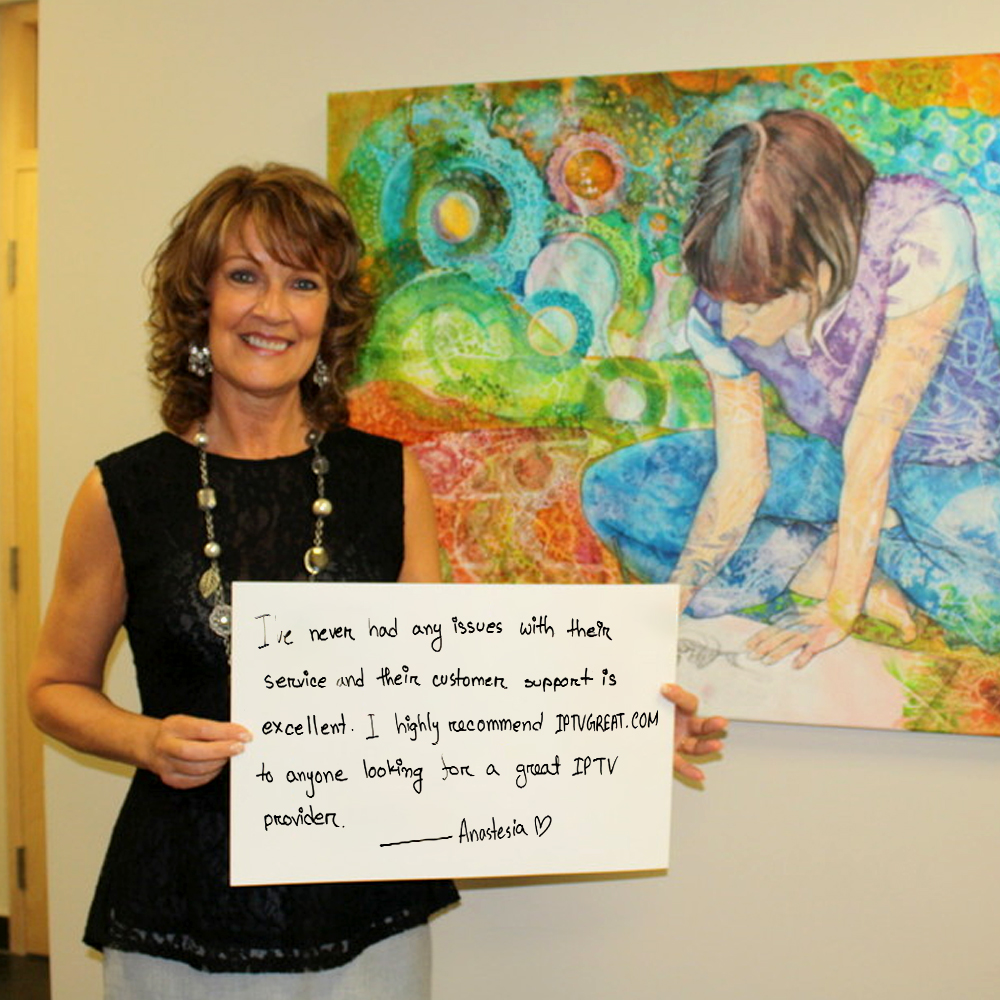 I've never had any issues with their
service and their customer support is
excellent. I highly recommend IPTVGREAT.COM
to anyone looking for a great IPTV
provider.
Anastesia ♡